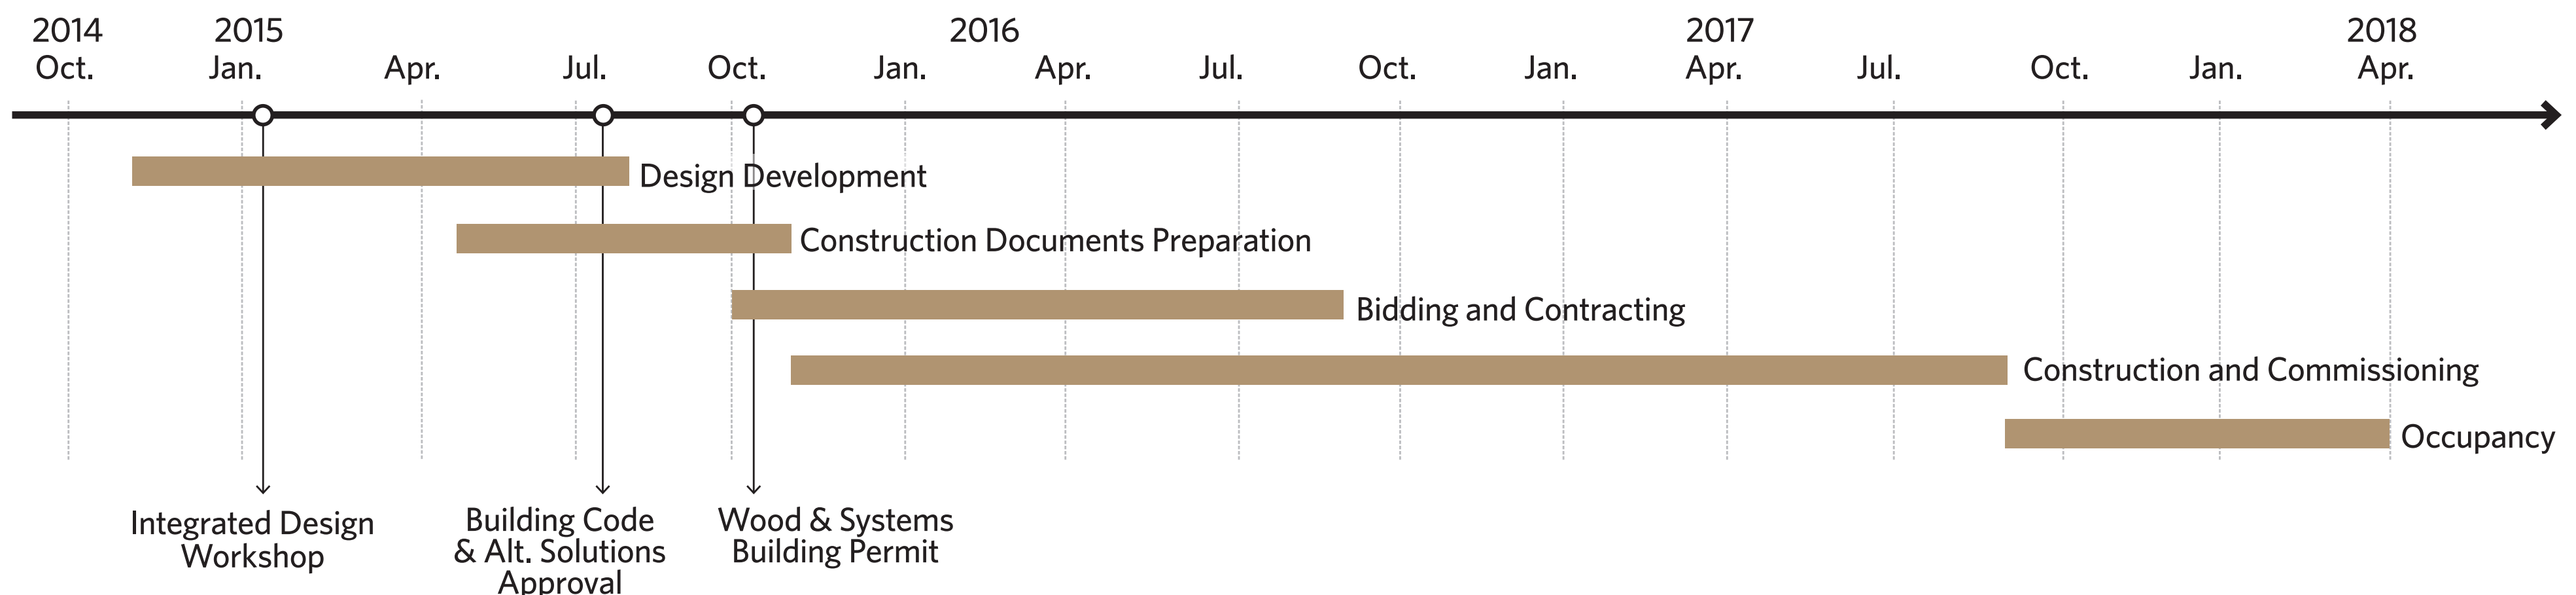 2014 2015 2016 2017 2018
Oct. Jan. Apr. Jul. Oct. Jan. Apr. Jul. Oct. Jan. Apr. Jul. Oct. Jan. Apr.
Design Development
Construction Documents Preparation
Bidding and Contracting
Construction and Commissioning
Occupancy
Integrated Design
Workshop
Building Code
& Alt. Solutions
Approval
Wood & Systems
Building Permit